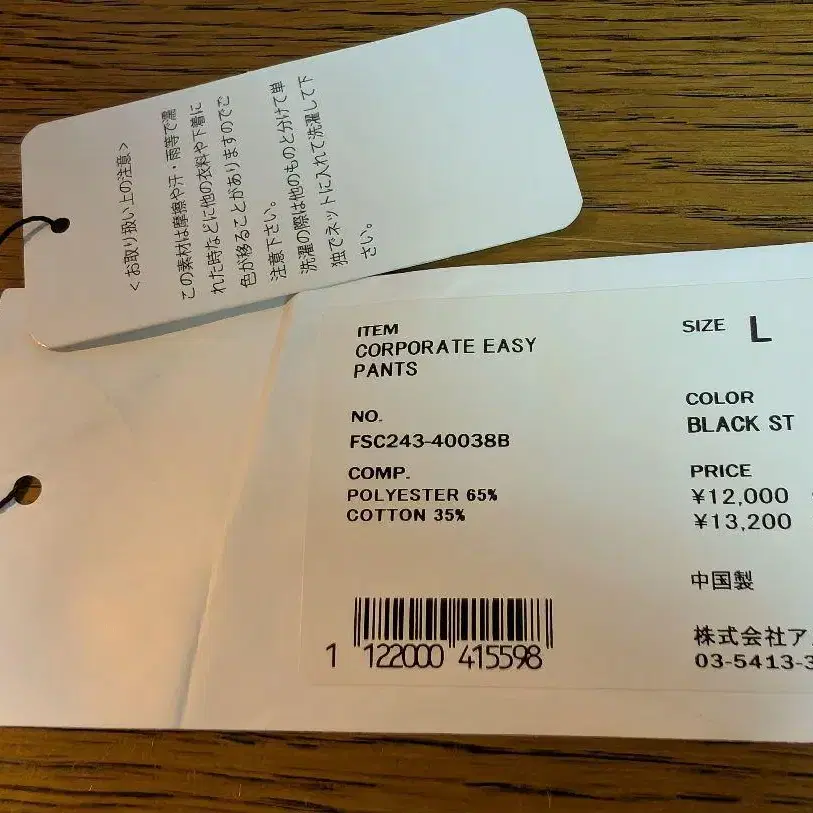 <お取り扱い上の注意>
この素材は摩擦や汗・雨等で濡
れた時などに他の衣料や下着に
色が移ることがありますのでご
注意下さい。
洗濯の際は他のものと分けて単
独でネットに入れて洗濯して下
さい。
ITEM
CORPORATE EASY
PANTS
NO.
FSC243-40038B
COMP.
POLYESTER 65%
COTTON 35%
1 122000 415598
SIZE L
COLOR
BLACK ST
PRICE
¥12,000
¥13,200
中国製
株式会社ア
03-5413-3